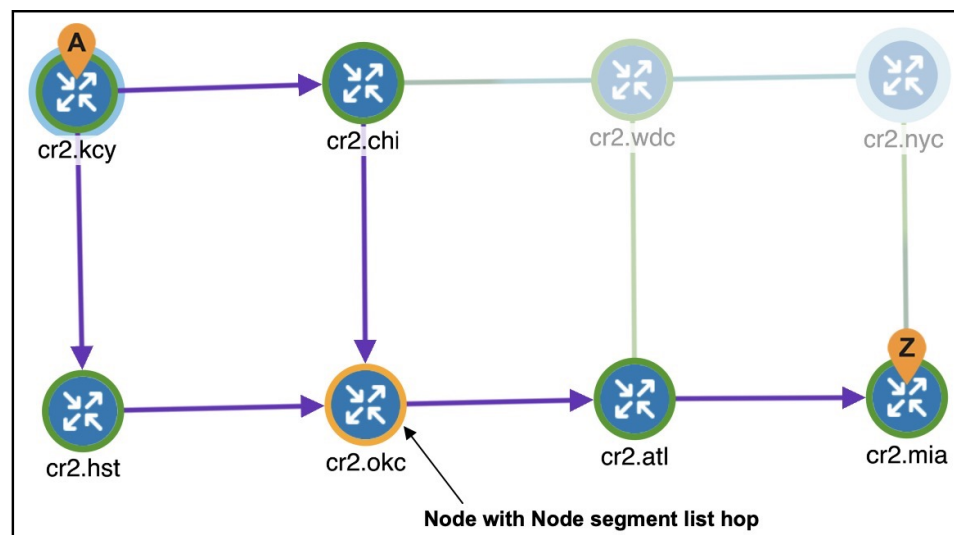 A
cr2.kcy
cr2.chi
cr2.wdc
cr2.nyc
Z
cr2.hst
cr2.okc
cr2.atl
cr2.mia
Node with Node segment list hop